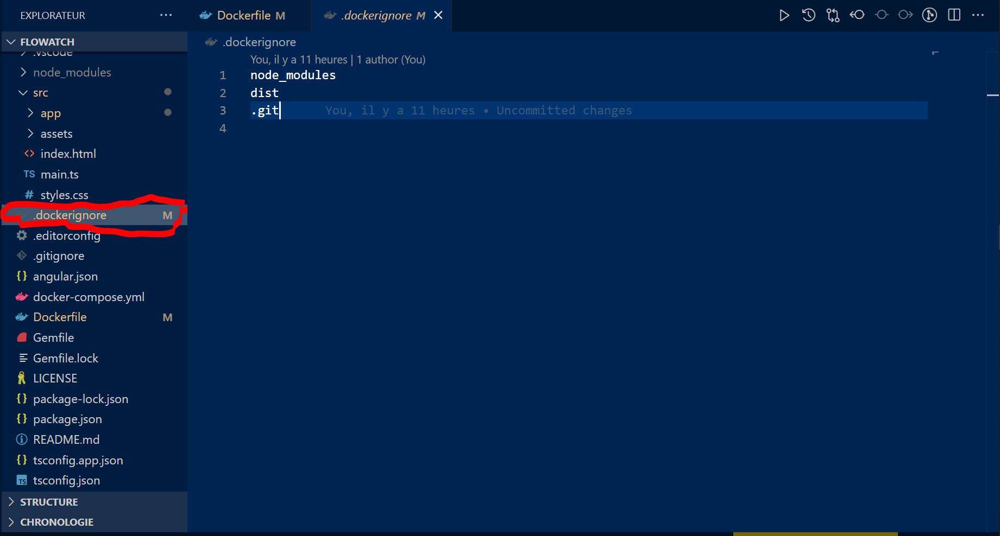 EXPLORATEUR
FLOWATCH
.vscode
node_modules
src
app
assets
<> index.html
TS main.ts
# styles.css
.dockerignore M
.editorconfig
.gitignore
{} angular.json
docker-compose.yml
Dockerfile M
Gemfile
Gemfile.lock
LICENSE
{} package-lock.json
{} package.json
README.md
{} tsconfig.app.json
TS tsconfig.json
STRUCTURE
CHRONOLOGIE
Dockerfile M
.dockerignore M
.dockerignore
You, il y a 11 heures | 1 author (You)
1 node_modules
2 dist
3 .git You, il y a 11 heures • Uncommitted changes
4